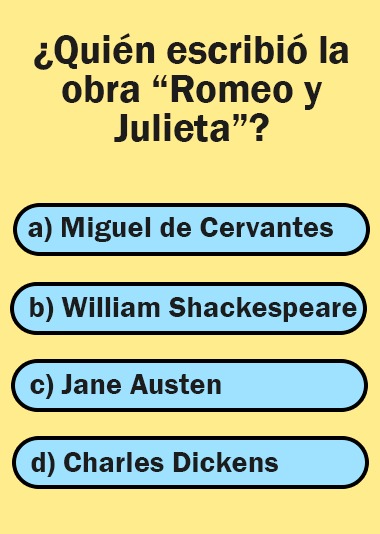 ¿Quién escribió la
obra “Romeo y
Julieta”?
a) Miguel de Cervantes
b) William Shackespeare
c) Jane Austen
d) Charles Dickens